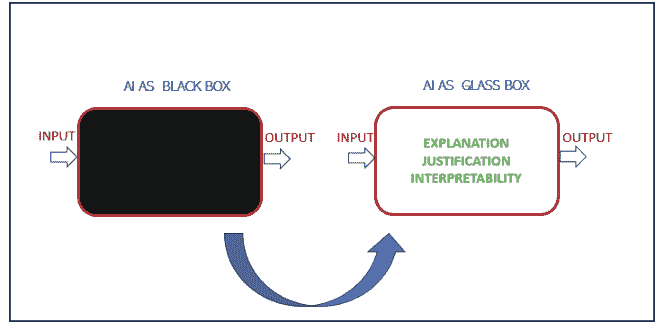 AI AS BLACK BOX
INPUT
OUTPUT
AI AS GLASS BOX
INPUT
EXPLANATION
JUSTIFICATION
INTERPRETABILITY
OUTPUT